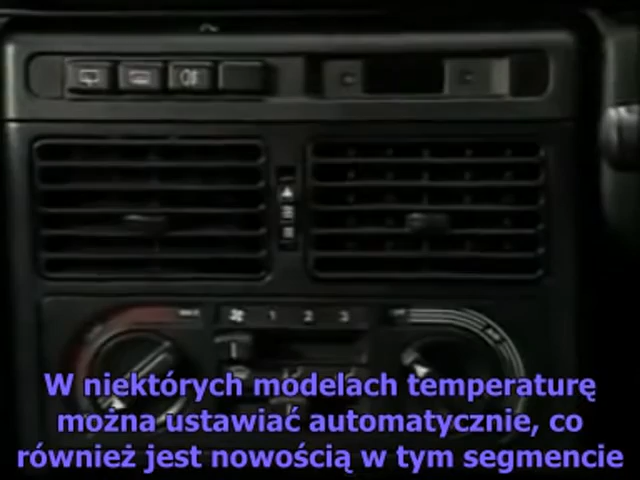 1 2 3
W niektórych modelach temperaturę
można ustawiać automatycznie, co
również jest nowością w tym segmencie